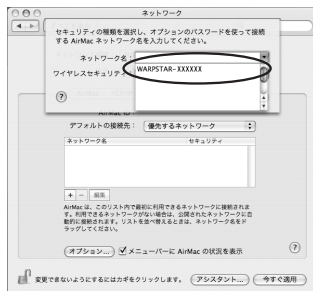 ネットワーク
セキュリティの種類を選択し、オプションのパスワードを使って接続
する AirMac ネットワーク名を入力してください。
ネットワーク名：
ワイヤレスセキュリティ
WARPSTAR-XXXXXX
?
AirMac ID
デフォルトの接続先： 優先するネットワーク
ネットワーク名 セキュリティ
+ − 編集
AirMac は、このリスト内で最初に利用できるネットワークに接続されま
す。利用できるネットワークがない場合は、公開されたネットワークに自
動的に接続されます。リストを並べ替えるときは、ネットワーク名をド
ラッグしてください。
オプション... メニューバーに AirMac の状況を表示
?
変更できないようにするにはカギをクリックします。 アシスタント... 今すぐ適用